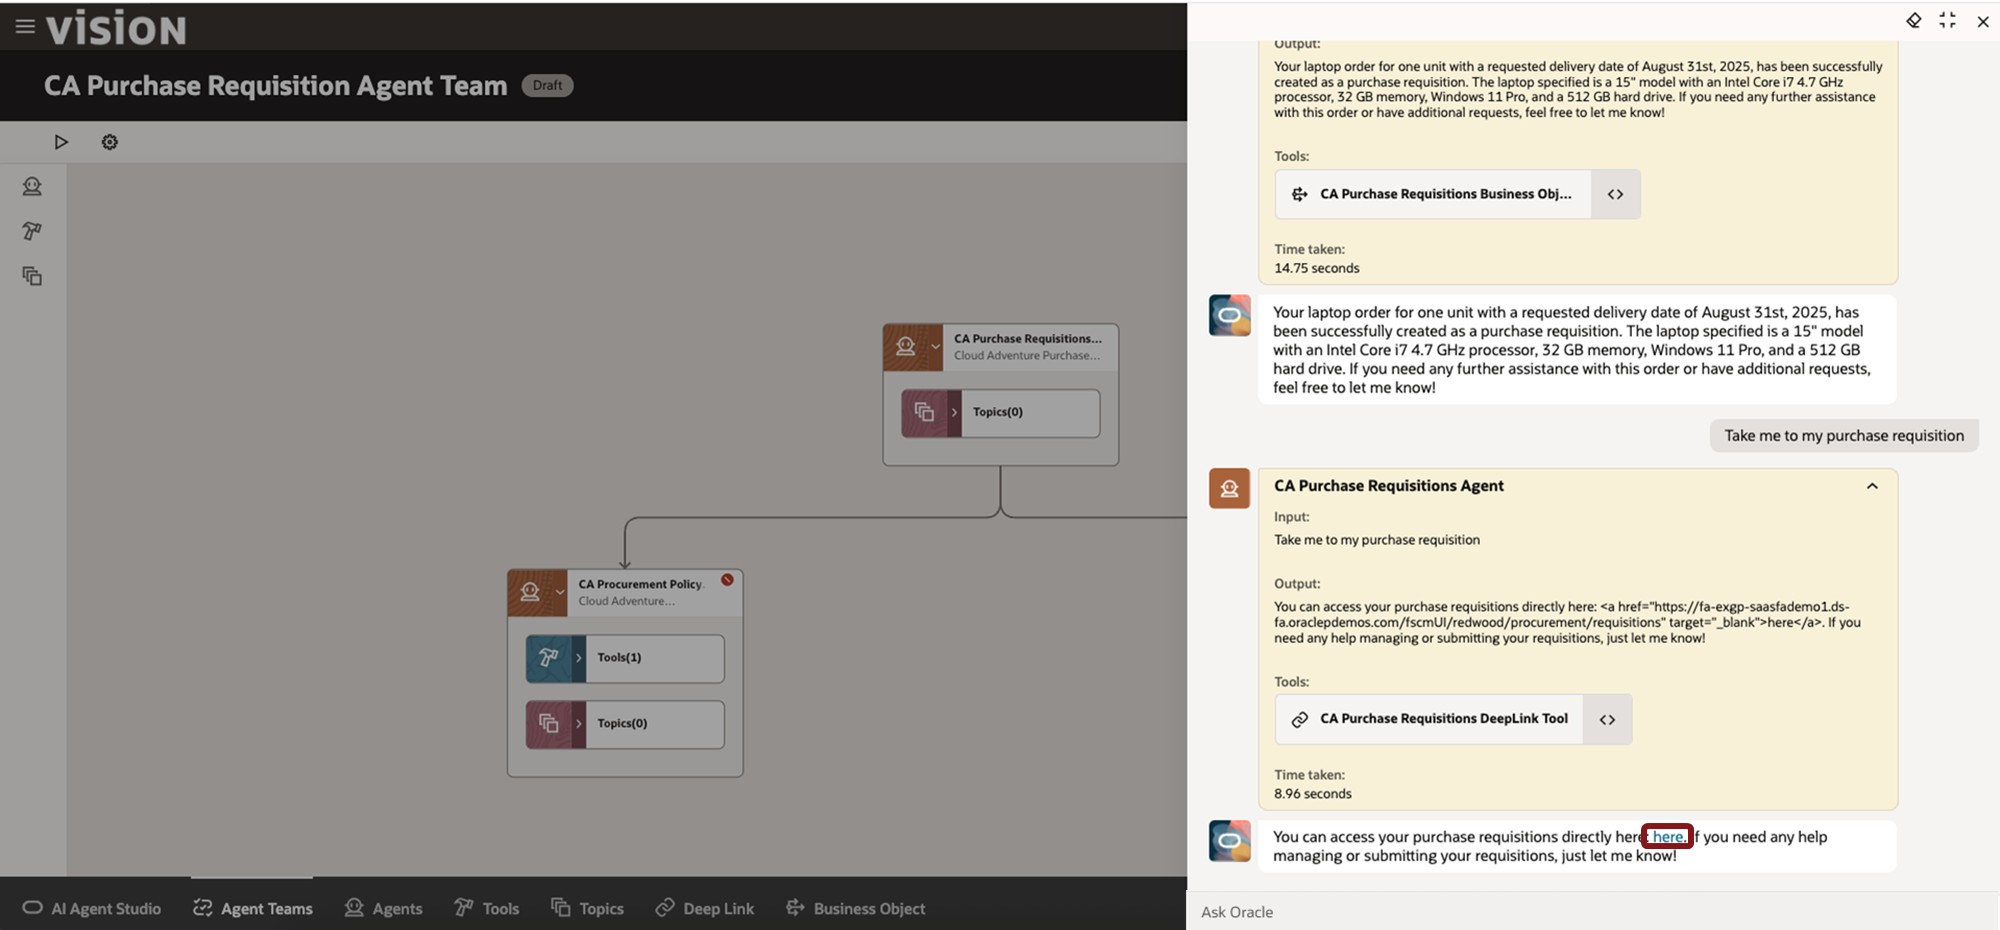 vision
CA Purchase Requisition Agent Team
Draft
CA Purchase Requisitions...
Cloud Adventure Purchase...
Topics(0)
CA Procurement Policy.
Cloud Adventure...
Tools(1)
Topics(0)
AI Agent Studio
Agent Teams
Agents
Tools
Topics
Deep Link
Business Object
Output:
Your laptop order for one unit with a requested delivery date of August 31st, 2025, has been successfully
created as a purchase requisition. The laptop specified is a 15" model with an Intel Core i7 4.7 GHz
processor, 32 GB memory, Windows 11 Pro, and a 512 GB hard drive. If you need any further assistance
with this order or have additional requests, feel free to let me know!
Tools:
CA Purchase Requisitions Business Obj...
<>
Time taken:
14.75 seconds
Your laptop order for one unit with a requested delivery date of August 31st, 2025, has
been successfully created as a purchase requisition. The laptop specified is a 15" model
with an Intel Core i7 4.7 GHz processor, 32 GB memory, Windows 11 Pro, and a 512 GB
hard drive. If you need any further assistance with this order or have additional requests,
feel free to let me know!
Take me to my purchase requisition
CA Purchase Requisitions Agent
Input:
Take me to my purchase requisition
Output:
You can access your purchase requisitions directly here: <a href="https://fa-exgp-saasfademo1.ds-
fa.oraclepdemos.com/fscmUI/redwood/procurement/requisitions" target="_blank">here</a>. If you
need any help managing or submitting your requisitions, just let me know!
Tools:
CA Purchase Requisitions DeepLink Tool
<>
Time taken:
8.96 seconds
You can access your purchase requisitions directly here: here. If you need any help
managing or submitting your requisitions, just let me know!
Ask Oracle